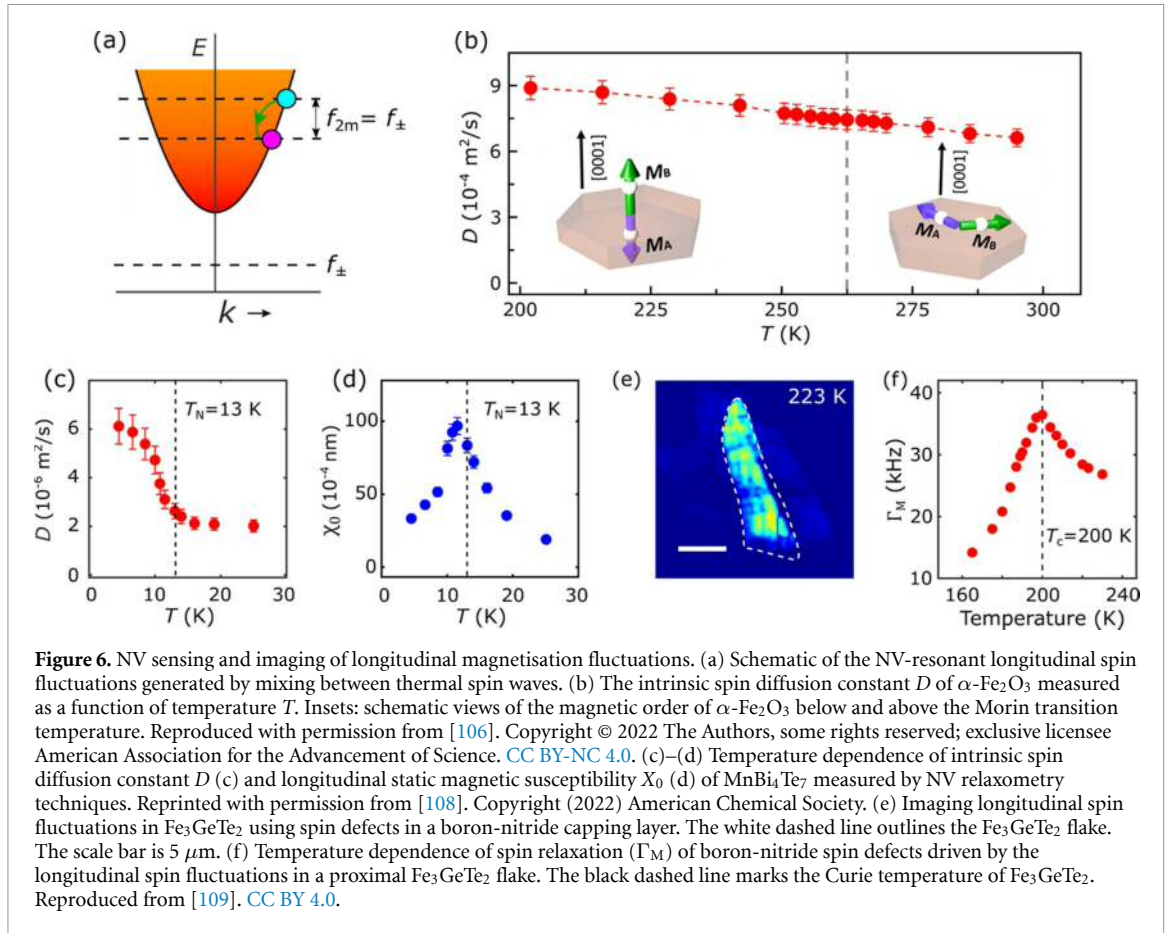 (a)
E
f2m = f±
f±
k →
(b)
D (10⁻⁴ m²/s)
9
6
3
0
[0001]
MB
MA
[0001]
MA
MB
200 225 250 275 300
T (K)
(c)
D (10⁻⁶ m²/s)
6
4
2
0
TN=13 K
0 10 20 30
T (K)
(d)
χ0 (10⁻⁴ nm)
100
50
0
TN=13 K
0 10 20 30
T (K)
(e)
223 K
(f)
ΓM (kHz)
40
30
20
10
Tc=200 K
160 200 240
Temperature (K)
Figure 6. NV sensing and imaging of longitudinal magnetisation fluctuations. (a) Schematic of the NV-resonant longitudinal spin
fluctuations generated by mixing between thermal spin waves. (b) The intrinsic spin diffusion constant D of α-Fe₂O₃ measured
as a function of temperature T. Insets: schematic views of the magnetic order of α-Fe₂O₃ below and above the Morin transition
temperature. Reproduced with permission from [106]. Copyright © 2022 The Authors, some rights reserved; exclusive licensee
American Association for the Advancement of Science. CC BY-NC 4.0. (c)–(d) Temperature dependence of intrinsic spin
diffusion constant D (c) and longitudinal static magnetic susceptibility X₀ (d) of MnBi₄Te₇ measured by NV relaxometry
techniques. Reprinted with permission from [108]. Copyright (2022) American Chemical Society. (e) Imaging longitudinal spin
fluctuations in Fe₃GeTe₂ using spin defects in a boron-nitride capping layer. The white dashed line outlines the Fe₃GeTe₂ flake.
The scale bar is 5 μm. (f) Temperature dependence of spin relaxation (ΓM) of boron-nitride spin defects driven by the
longitudinal spin fluctuations in a proximal Fe₃GeTe₂ flake. The black dashed line marks the Curie temperature of Fe₃GeTe₂.
Reproduced from [109]. CC BY 4.0.